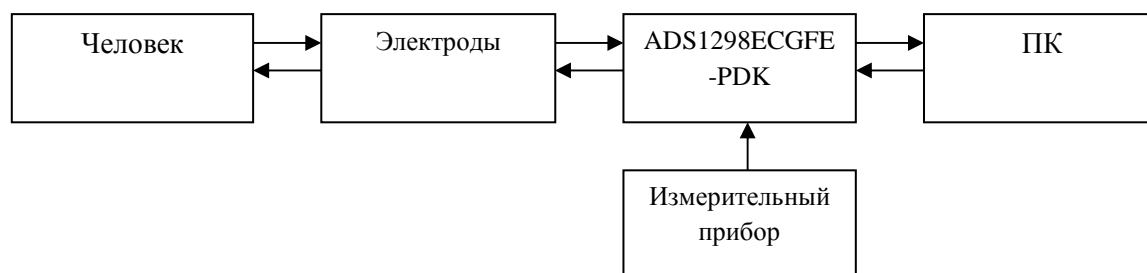 Человек
Электроды
ADS1298ECGFE
-PDK
ПК
Измерительный
прибор